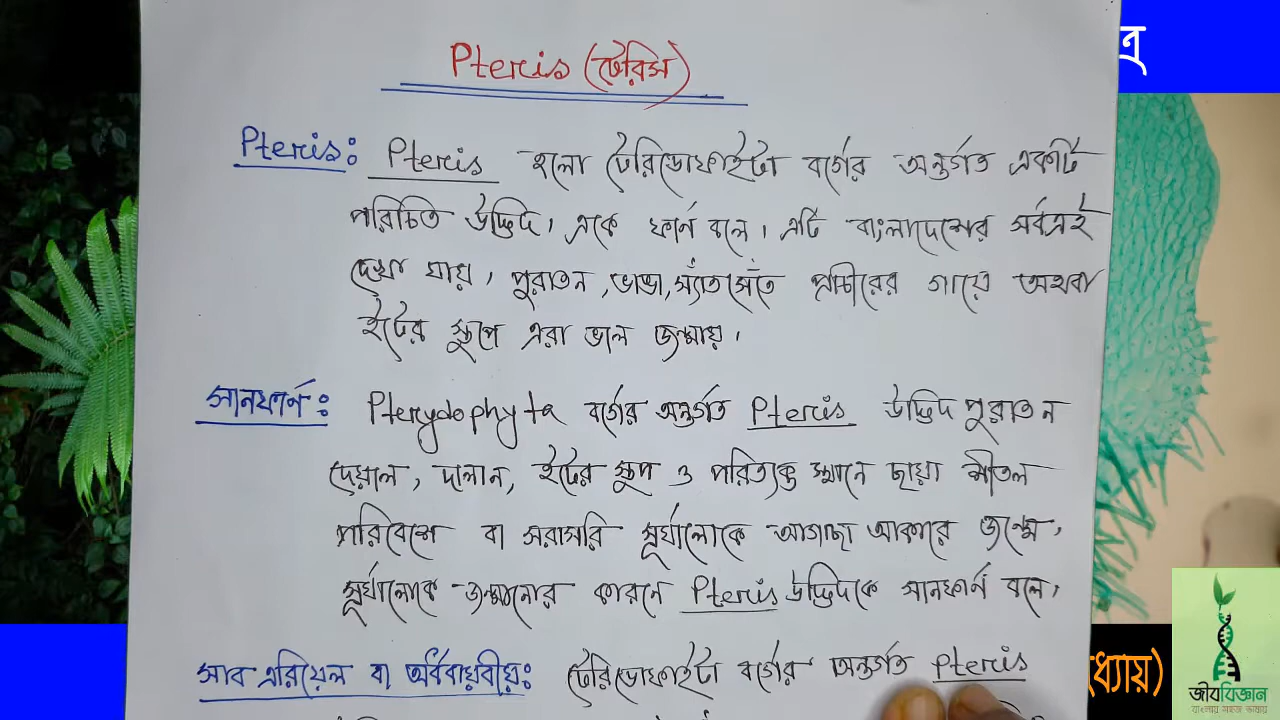 Pteris (টেরিস)
ত্র
Pteris: Pteris হলো টেরিডোফাইটা বর্গের অন্তর্গত একটি
পরিচিত উদ্ভিদ। একে ফার্ন বলে। এটি বাংলাদেশের সর্বত্রই
দেখা যায়। পুরাতন, ভাঙা, স্যাঁতসেঁতে প্রাচীরের গায়ে অথবা
ইটের স্তুপে এরা ভাল জন্মায়।
সানফার্ন: Pterydophyta বর্গের অন্তর্গত Pteris উদ্ভিদ পুরাতন
দেয়াল, দালান, ইটের স্তুপ ও পরিত্যক্ত স্থানে ছায়া শীতল
পরিবেশে বা সরাসরি সূর্যালোকে আগাছা আকারে জন্মে।
সূর্যালোকে জন্মানোর কারনে Pteris উদ্ভিদকে সানফার্ন বলে।
সাব এরিয়েল বা অর্ধবায়বীয়: টেরিডোফাইটা বর্গের অন্তর্গত Pteris
ধ্যায়)
জীববিজ্ঞান
বাংলায় সহজ ভাষায়